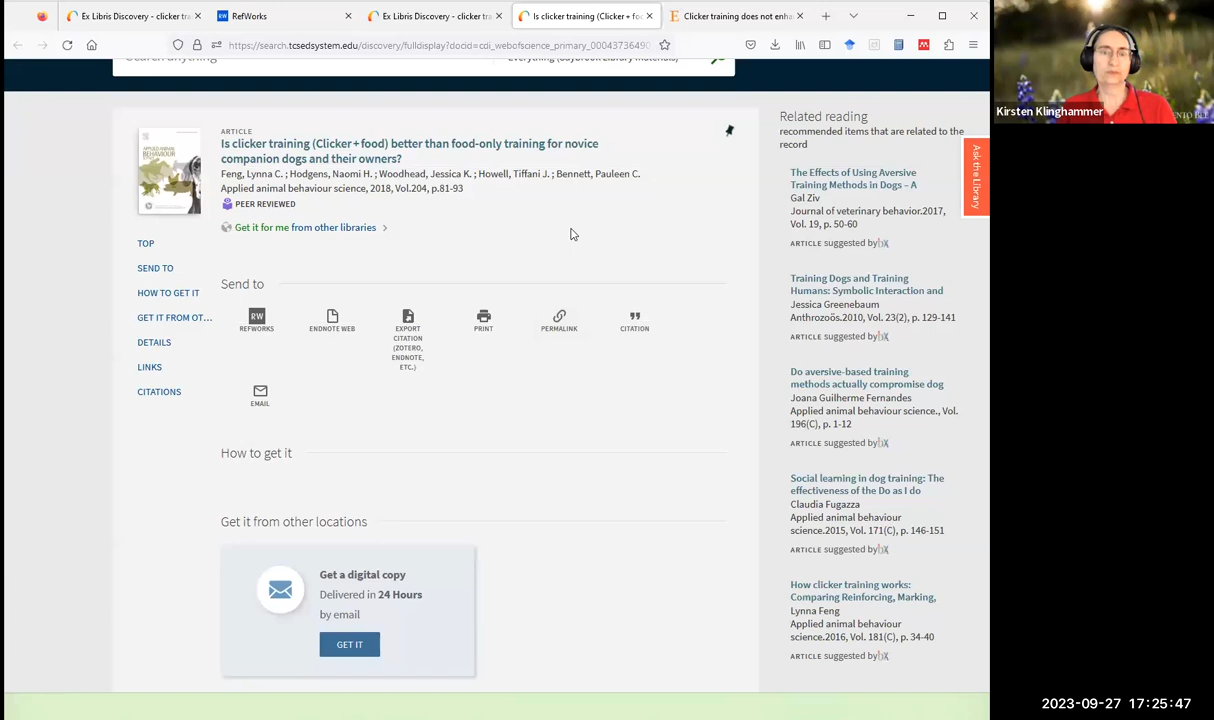 Ex Libris Discovery - clicker tra
RefWorks
Ex Libris Discovery - clicker tra
Is clicker training (Clicker + foo
Clicker training does not enha
https://search.tcsedsystem.edu/discovery/fulldisplay?docid=cdi_webofscience_primary_00043736490
Search anything
Everything (Saybrook Library materials)
ARTICLE
Is clicker training (Clicker + food) better than food-only training for novice
companion dogs and their owners?
Feng, Lynna C. ; Hodgens, Naomi H. ; Woodhead, Jessica K. ; Howell, Tiffani J. ; Bennett, Pauleen C.
Applied animal behaviour science, 2018, Vol.204, p.81-93
PEER REVIEWED
Get it for me from other libraries
TOP
SEND TO
HOW TO GET IT
GET IT FROM OT...
DETAILS
LINKS
CITATIONS
Send to
RW
REFWORKS
ENDNOTE WEB
EXPORT
CITATION
(ZOTERO,
ENDNOTE,
ETC.)
PRINT
PERMALINK
CITATION
EMAIL
How to get it
Get it from other locations
Get a digital copy
Delivered in 24 Hours
by email
GET IT
Related reading
recommended items that are related to the
record
The Effects of Using Aversive
Training Methods in Dogs – A
Gal Ziv
Journal of veterinary behavior.2017,
Vol. 19, p. 50-60
ARTICLE suggested by bX
Training Dogs and Training
Humans: Symbolic Interaction and
Jessica Greenebaum
Anthrozoös.2010, Vol. 23(2), p. 129-141
ARTICLE suggested by bX
Do aversive-based training
methods actually compromise dog
Joana Guilherme Fernandes
Applied animal behaviour science., Vol.
196(C), p. 1-12
ARTICLE suggested by bX
Social learning in dog training: The
effectiveness of the Do as I do
Claudia Fugazza
Applied animal behaviour
science.2015, Vol. 171(C), p. 146-151
ARTICLE suggested by bX
How clicker training works:
Comparing Reinforcing, Marking,
Lynna Feng
Applied animal behaviour
science.2016, Vol. 181(C), p. 34-40
ARTICLE suggested by bX
Ask the Library
Kirsten Klinghammer
2023-09-27 17:25:47